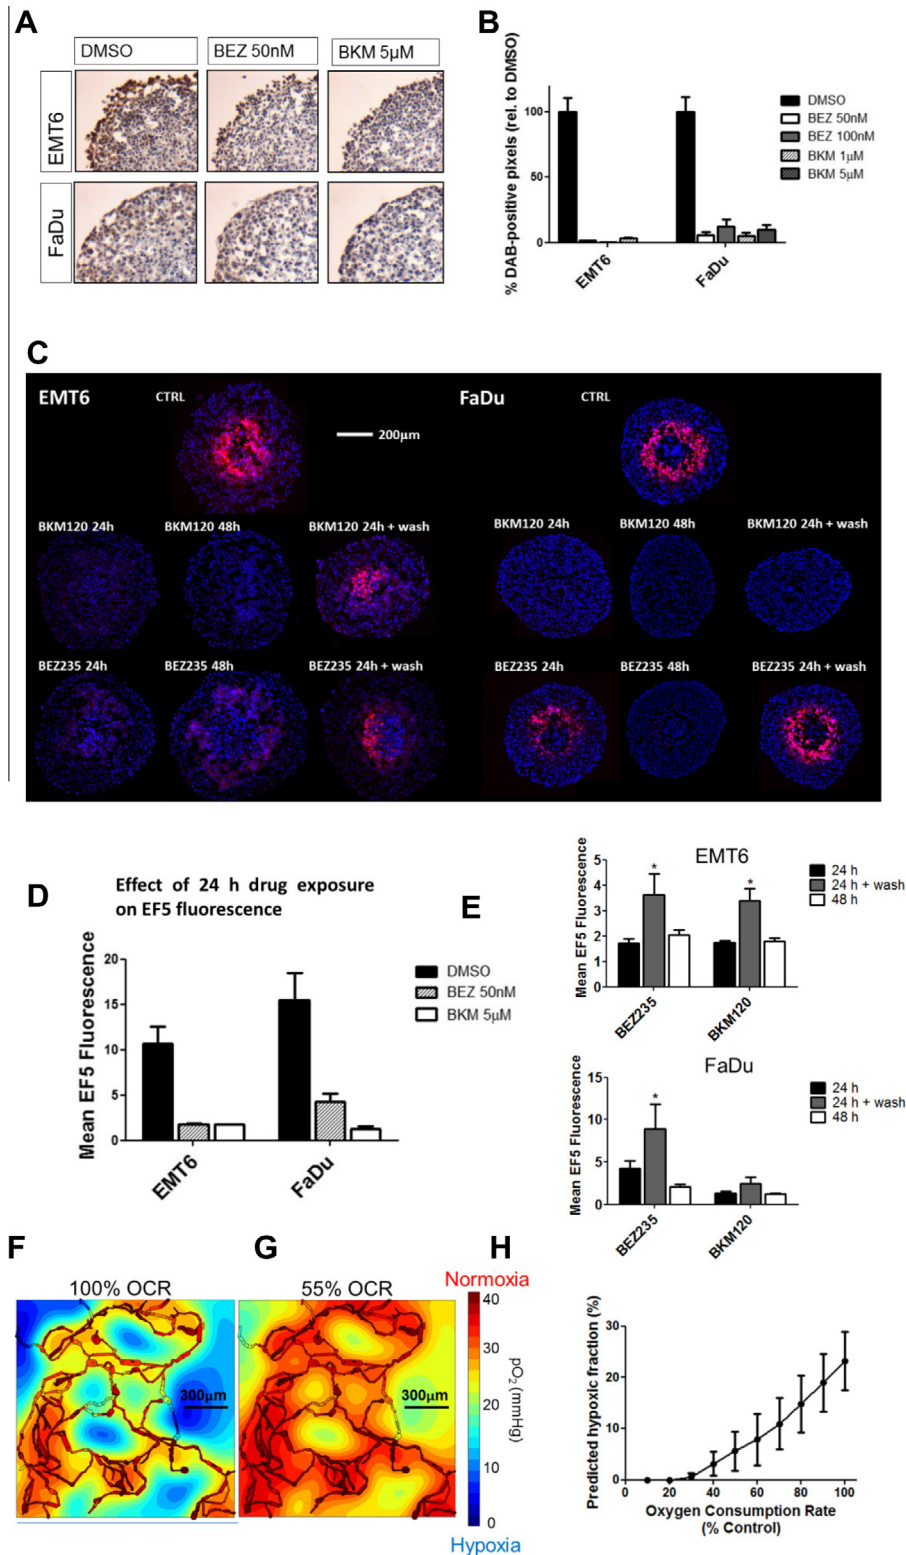 A
DMSO BEZ 50nM BKM 5μM
EMT6
FaDu
B
% DAB-positive pixels (rel. to DMSO)
100
50
0
EMT6 FaDu
DMSO
BEZ 50nM
BEZ 100nM
BKM 1μM
BKM 5μM
C
EMT6 CTRL FaDu CTRL
200μm
BKM120 24h BKM120 48h BKM120 24h + wash BKM120 24h BKM120 48h BKM120 24h + wash
BEZ235 24h BEZ235 48h BEZ235 24h + wash BEZ235 24h BEZ235 48h BEZ235 24h + wash
D
Effect of 24 h drug exposure
on EF5 fluorescence
Mean EF5 Fluorescence
20
15
10
5
0
EMT6 FaDu
DMSO
BEZ 50nM
BKM 5μM
E
EMT6
Mean EF5 Fluorescence
5
4
3
2
1
0
* *
BEZ235 BKM120
24 h
24 h + wash
48 h
FaDu
Mean EF5 Fluorescence
15
10
5
0
*
BEZ235 BKM120
24 h
24 h + wash
48 h
F
100% OCR
300μm
G
55% OCR
300μm
Normoxia
40
30
20
10
0
pO₂ (mmHg)
Hypoxia
H
Predicted hypoxic fraction (%)
30
20
10
0
0 20 40 60 80 100
Oxygen Consumption Rate
(% Control)